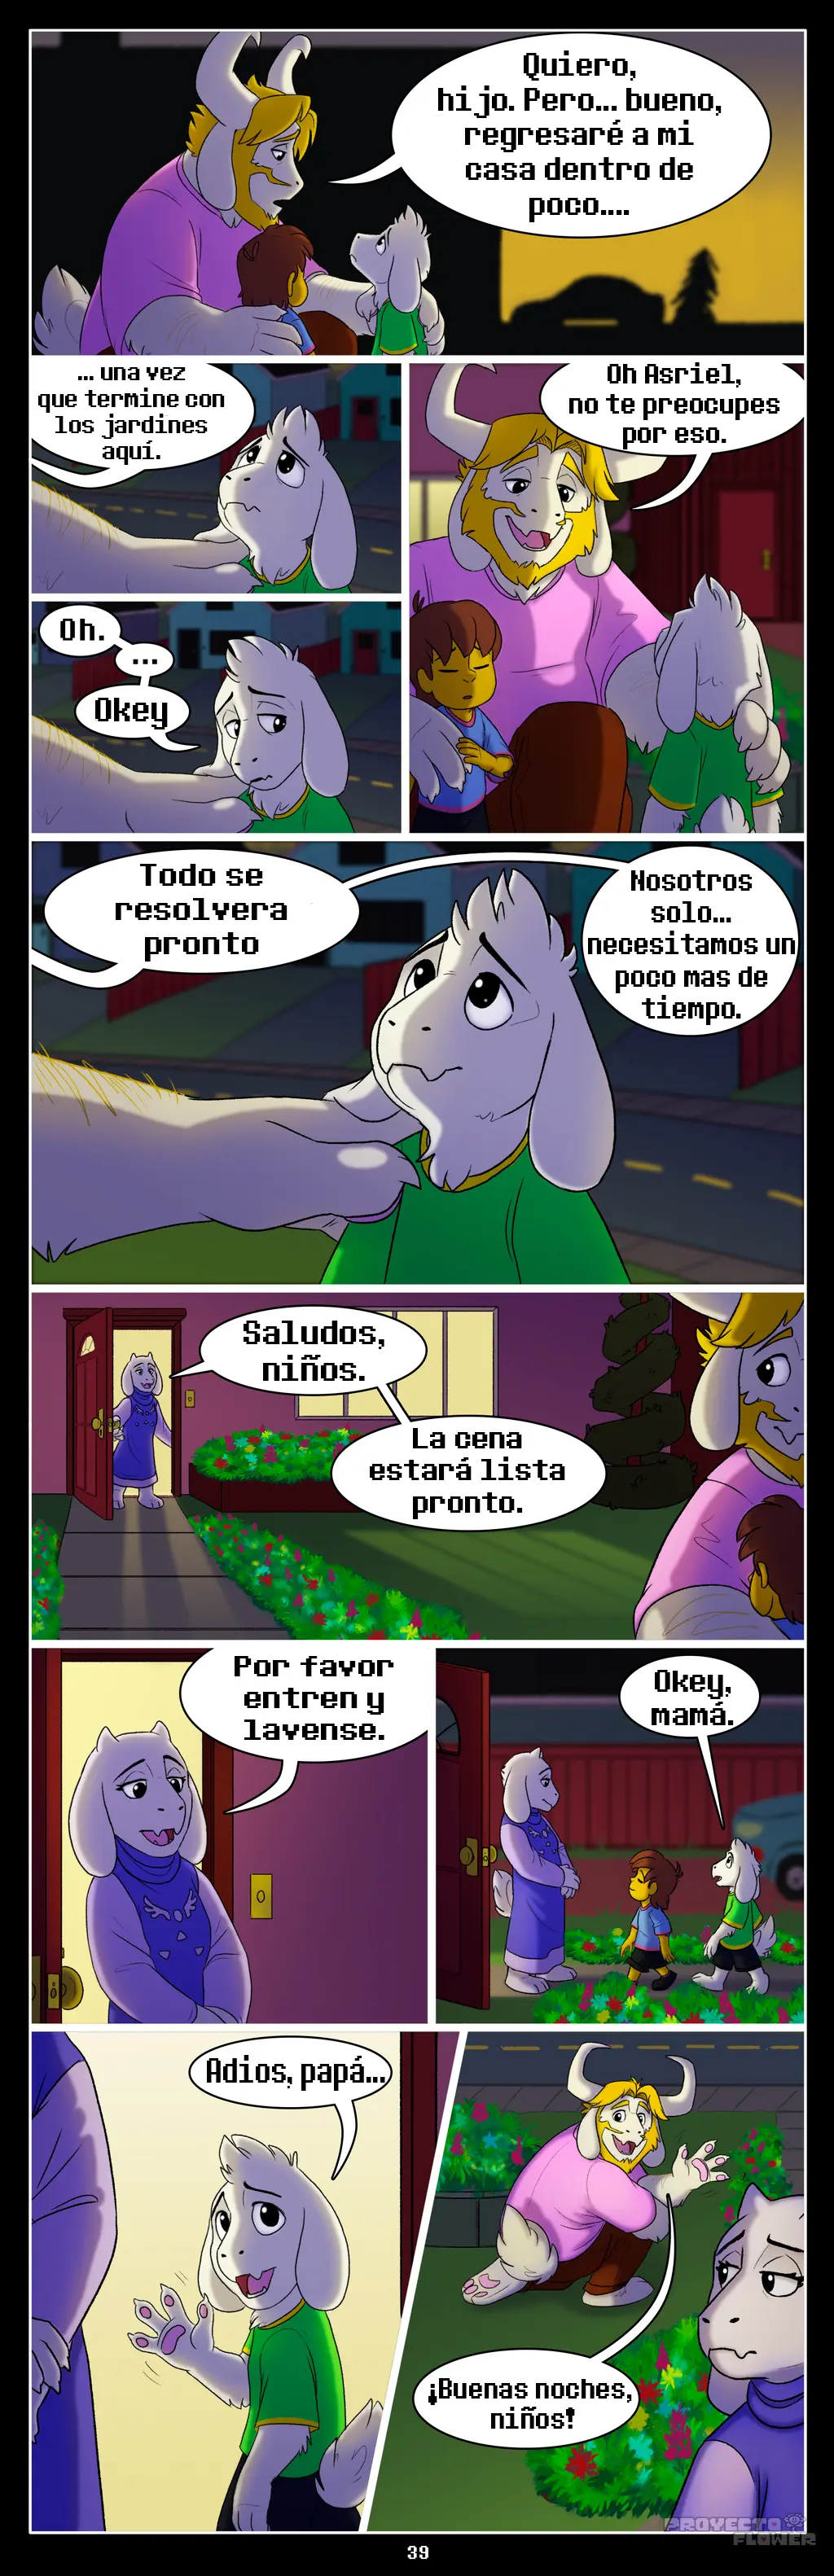 Quiero,
hijo. Pero... bueno,
regresaré a mi
casa dentro de
poco....
... una vez
que termine con
los jardines
aquí.
Oh Asriel,
no te preocupes
por eso.
Oh.
...
Okey
Todo se
resolvera
pronto
Nosotros
solo...
necesitamos un
poco mas de
tiempo.
Saludos,
niños.
La cena
estará lista
pronto.
Por favor
entren y
lavense.
Okey,
mamá.
Adios, papá...
¡Buenas noches,
niños!
PROYECTO
FLOWER
39